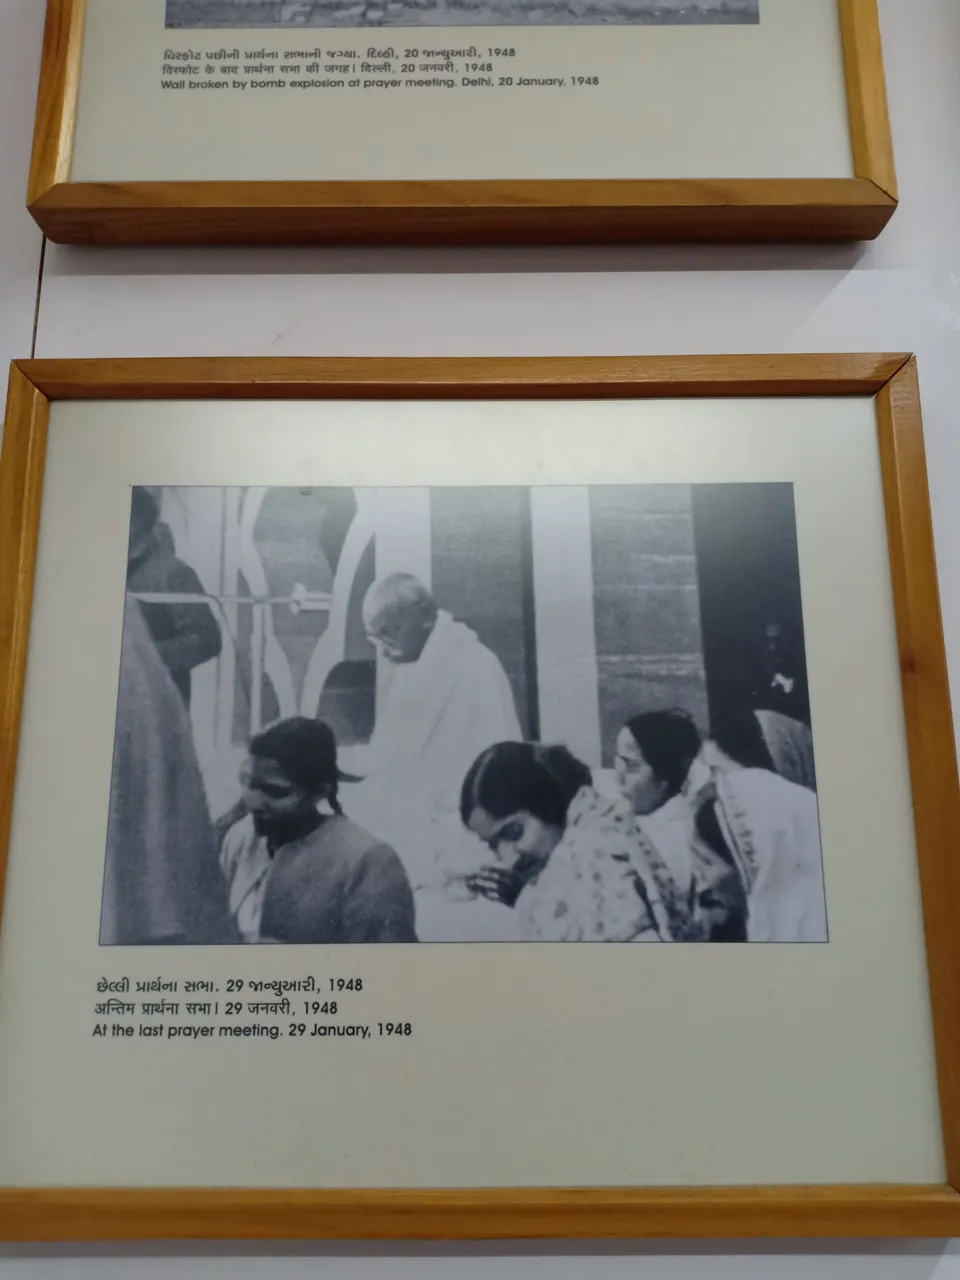 વિસ્ફોટ પછીની પ્રાર્થના સભાની જગ્યા. દિલ્હી, 20 જાન્યુઆરી, 1948
विस्फोट के बाद प्रार्थना सभा की जगह। दिल्ली, 20 जनवरी, 1948
Wall broken by bomb explosion at prayer meeting. Delhi, 20 January, 1948
છેલ્લી પ્રાર્થના સભા. 29 જાન્યુઆરી, 1948
अन्तिम प्रार्थना सभा। 29 जनवरी, 1948
At the last prayer meeting. 29 January, 1948